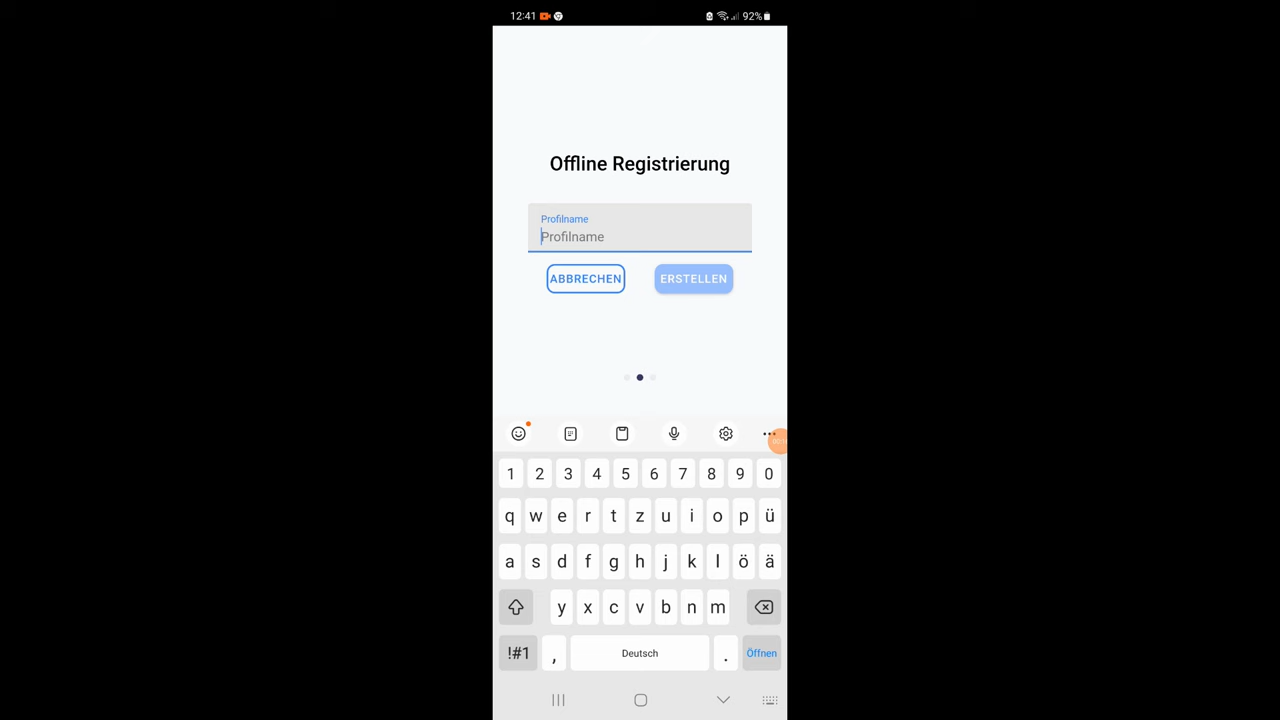 12:41 92%
Offline Registrierung
Profilname
Profilname
ABBRECHEN ERSTELLEN
1 2 3 4 5 6 7 8 9 0
q w e r t z u i o p ü
a s d f g h j k l ö ä
y x c v b n m
!#1 , Deutsch . Öffnen